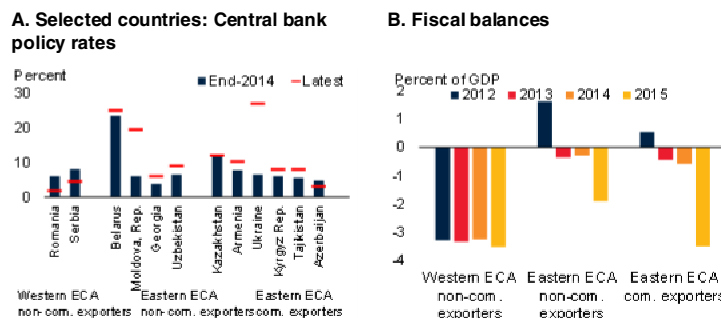 A. Selected countries: Central bank
policy rates
Percent
End-2014
Latest
30
20
10
0
Romania
Serbia
Belarus
Moldova, Rep.
Georgia
Uzbekistan
Kazakhstan
Armenia
Ukraine
Kyrgyz Rep.
Tajikistan
Azerbaijan
Western ECA
non-com. exporters
Eastern ECA
non-com. exporters
Eastern ECA
com. exporters
B. Fiscal balances
Percent of GDP
2012
2013
2014
2015
2
1
0
-1
-2
-3
-4
Western ECA
non-com.
exporters
Eastern ECA
non-com.
exporters
Eastern ECA
com. exporters